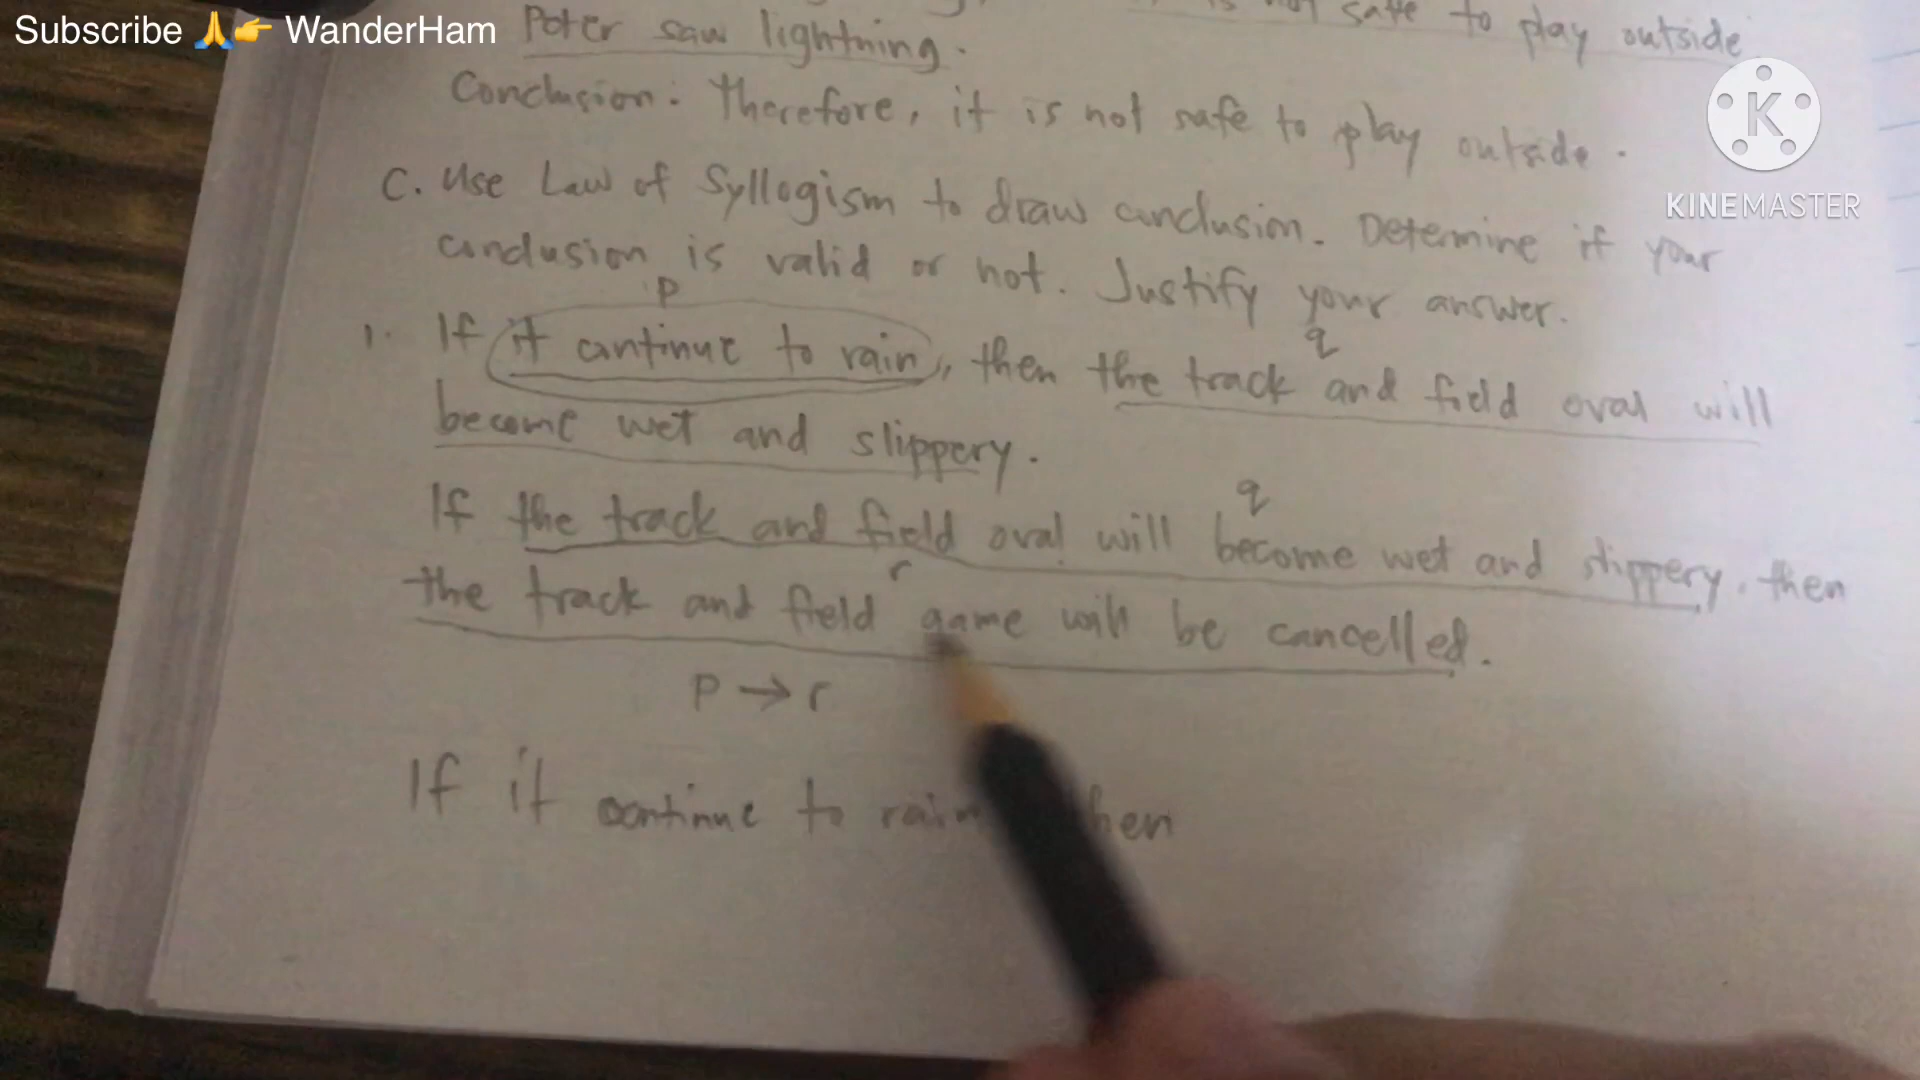 Subscribe 🙏👉 WanderHam
not safe to play outside
Peter saw lightning.
Conclusion: Therefore, it is not safe to play outside.
K
KINEMASTER
C. Use Law of Syllogism to draw conclusion. Determine if your
conclusion is valid or not. Justify your answer.
p
q
1. If it continue to rain, then the track and field oval will
become wet and slippery.
q
If the track and field oval will become wet and slippery, then
r
the track and field game will be cancelled.
p → r
If it continue to rain then